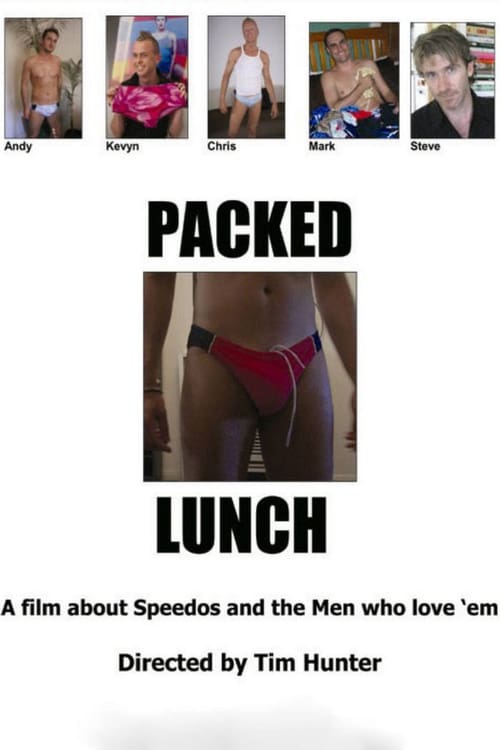 Andy Kevyn Chris Mark Steve
PACKED
LUNCH
A film about Speedos and the Men who love ‘em
Directed by Tim Hunter